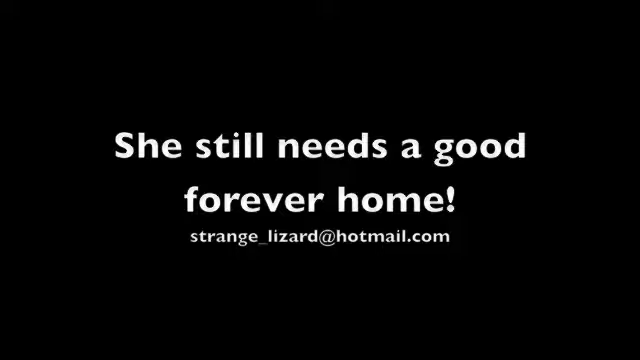 She still needs a good
forever home!
strange_lizard@hotmail.com